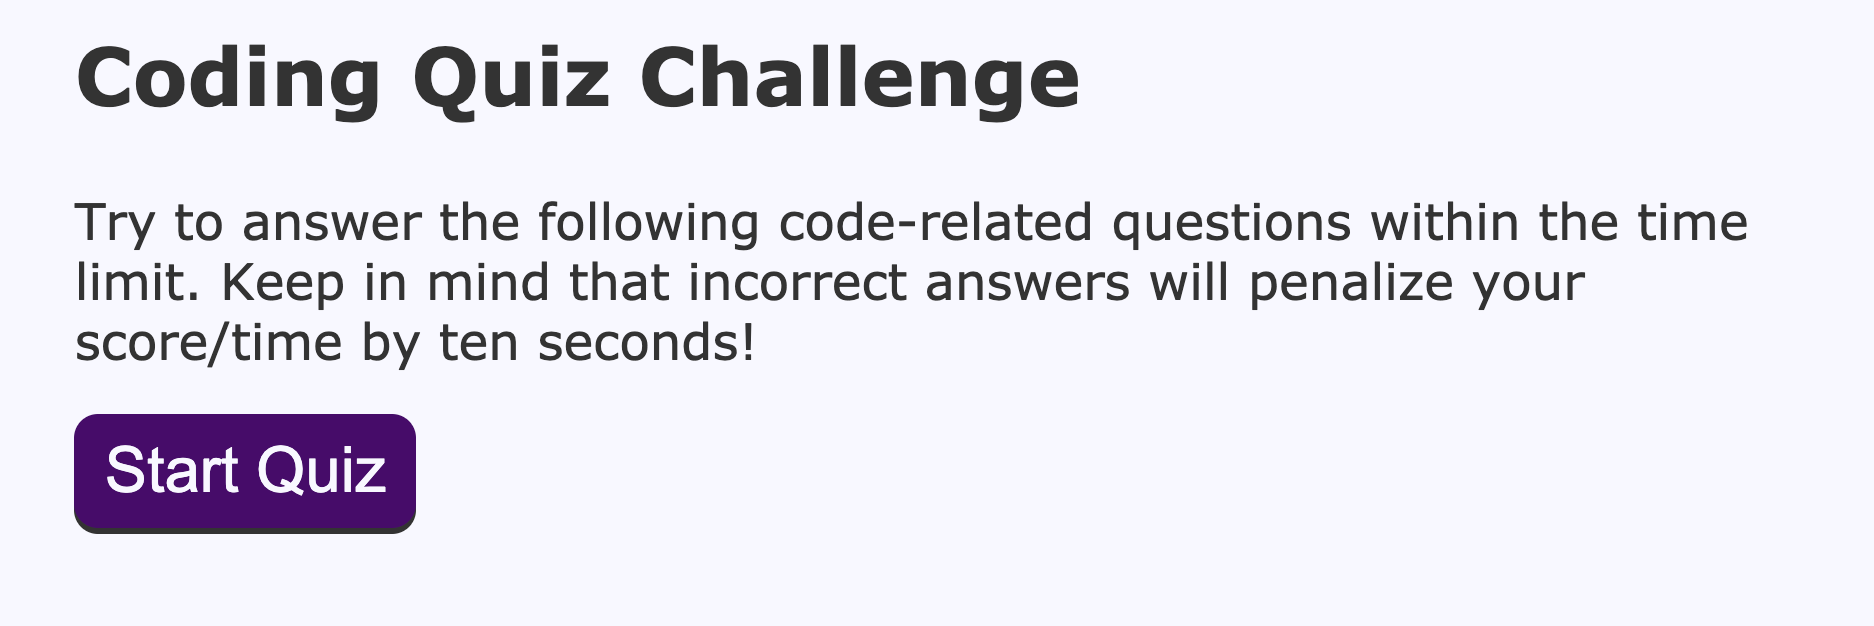 Coding Quiz Challenge
Try to answer the following code-related questions within the time
limit. Keep in mind that incorrect answers will penalize your
score/time by ten seconds!
Start Quiz